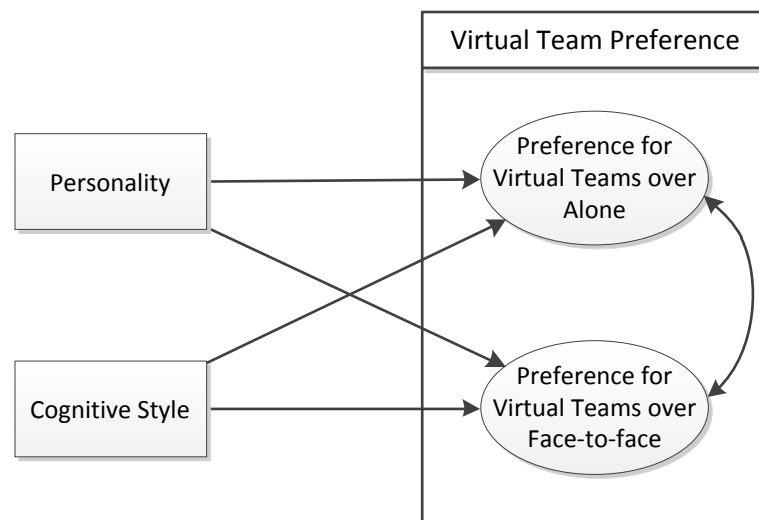 Virtual Team Preference
Personality
Preference for
Virtual Teams over
Alone
Cognitive Style
Preference for
Virtual Teams over
Face-to-face